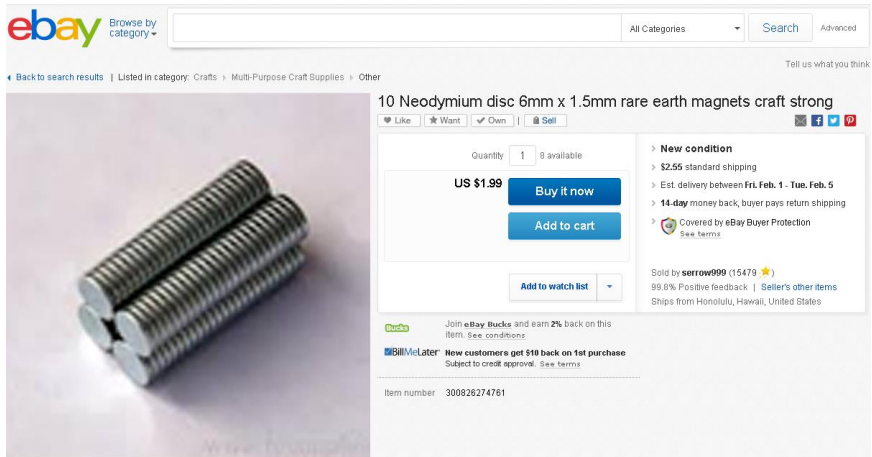 ebay
Browse by
category
All Categories
Search
Advanced
Tell us what you think
Back to search results | Listed in category: Crafts > Multi-Purpose Craft Supplies > Other
10 Neodymium disc 6mm x 1.5mm rare earth magnets craft strong
Like
Want
Own
|
Sell
Quantity 1 8 available
US $1.99
Buy it now
Add to cart
Add to watch list
New condition
$2.55 standard shipping
Est. delivery between Fri. Feb. 1 - Tue. Feb. 5
14-day money back, buyer pays return shipping
Covered by eBay Buyer Protection
See terms
Sold by serrow999 (15479 )
99.8% Positive feedback | Seller's other items
Ships from Honolulu, Hawaii, United States
Bucks
Join eBay Bucks and earn 2% back on this
item. See conditions
BillMeLater
New customers get $10 back on 1st purchase
Subject to credit approval. See terms
Item number 300826274761